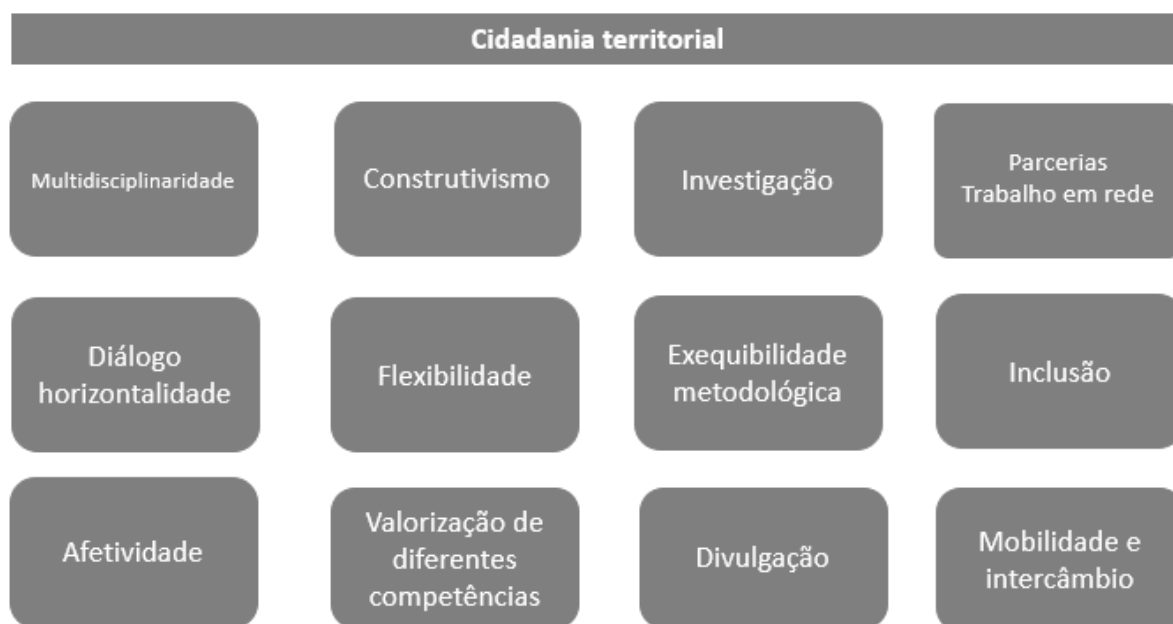 Cidadania territorial
Multidisciplinaridade
Construtivismo
Investigação
Parcerias
Trabalho em rede
Diálogo
horizontalidade
Flexibilidade
Exequibilidade
metodológica
Inclusão
Afetividade
Valorização de
diferentes
competências
Divulgação
Mobilidade e
intercâmbio